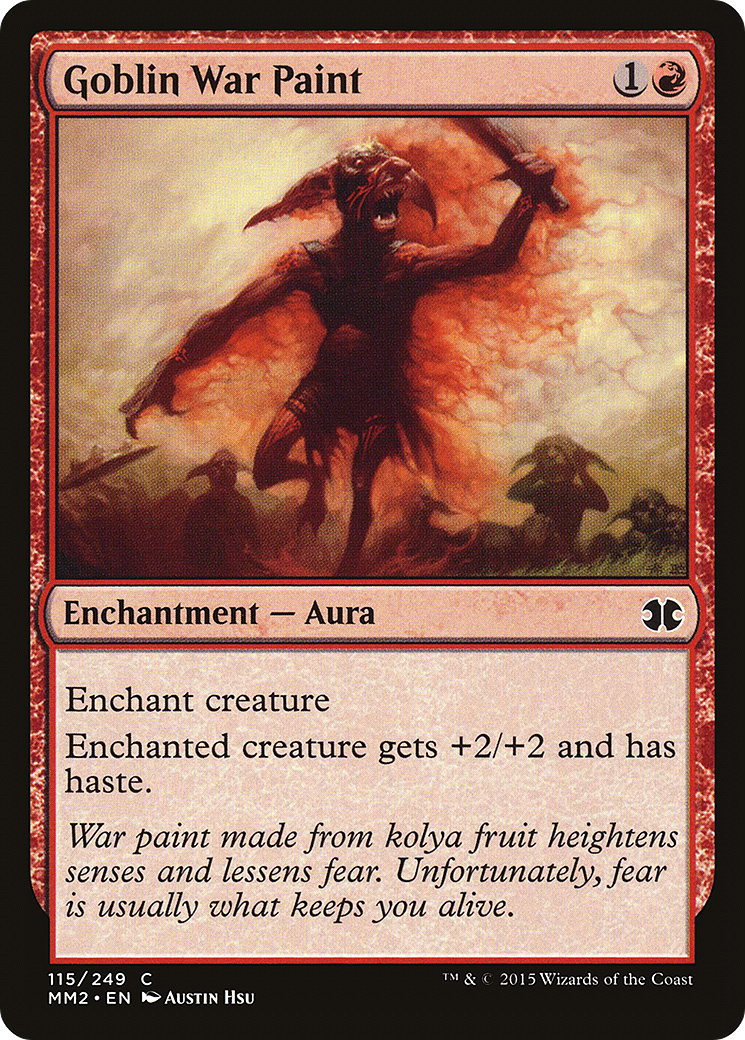 Goblin War Paint 1
Enchantment — Aura
Enchant creature
Enchanted creature gets +2/+2 and has
haste.
War paint made from kolya fruit heightens
senses and lessens fear. Unfortunately, fear
is usually what keeps you alive.
115/249 C
™ & © 2015 Wizards of the Coast
MM2 • EN Austin Hsu